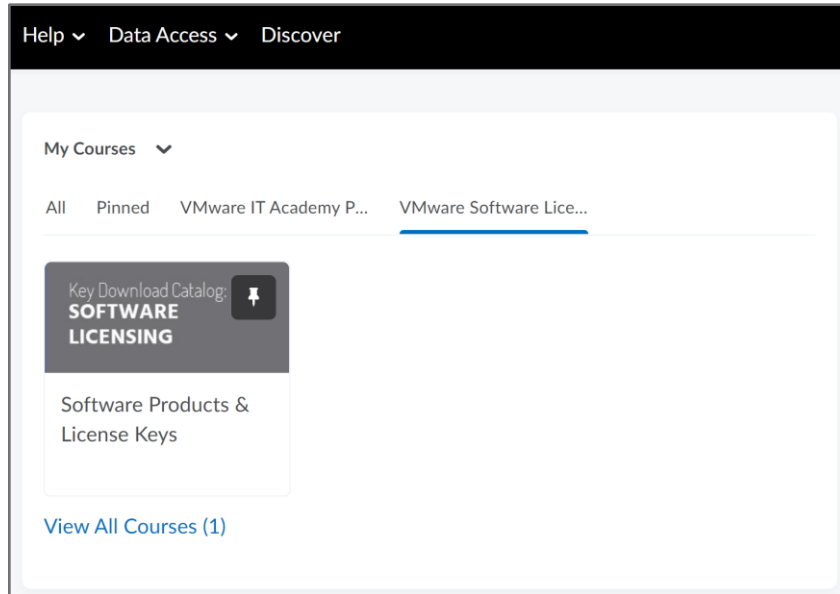 Help Data Access Discover
My Courses
All Pinned VMware IT Academy P... VMware Software Lice...
Key Download Catalog:
SOFTWARE
LICENSING
Software Products &
License Keys
View All Courses (1)